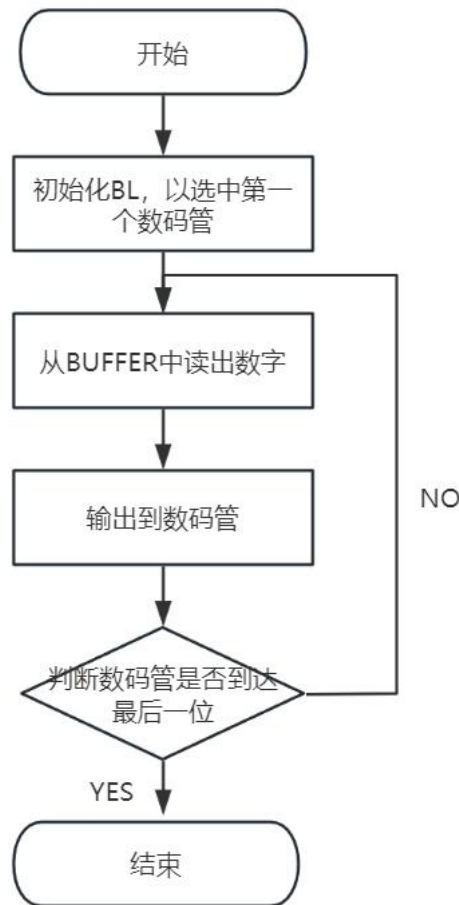 开始
初始化BL，以选中第一
个数码管
从BUFFER中读出数字
输出到数码管
NO
判断数码管是否到达
最后一位
YES
结束